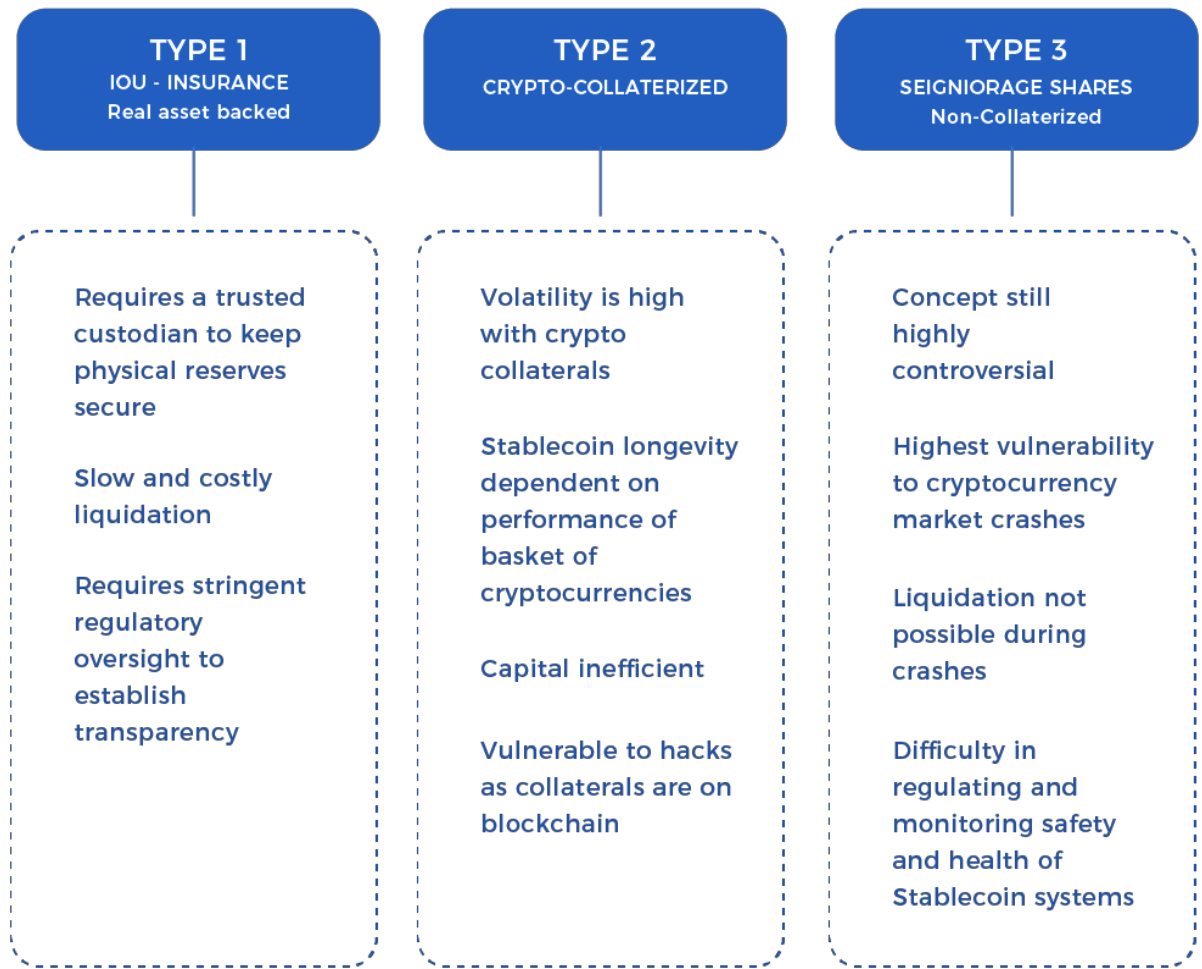 TYPE 1
IOU - INSURANCE
Real asset backed
Requires a trusted
custodian to keep
physical reserves
secure
Slow and costly
liquidation
Requires stringent
regulatory
oversight to
establish
transparency
TYPE 2
CRYPTO-COLLATERIZED
Volatility is high
with crypto
collaterals
Stablecoin longevity
dependent on
performance of
basket of
cryptocurrencies
Capital inefficient
Vulnerable to hacks
as collaterals are on
blockchain
TYPE 3
SEIGNIORAGE SHARES
Non-Collaterized
Concept still
highly
controversial
Highest vulnerability
to cryptocurrency
market crashes
Liquidation not
possible during
crashes
Difficulty in
regulating and
monitoring safety
and health of
Stablecoin systems